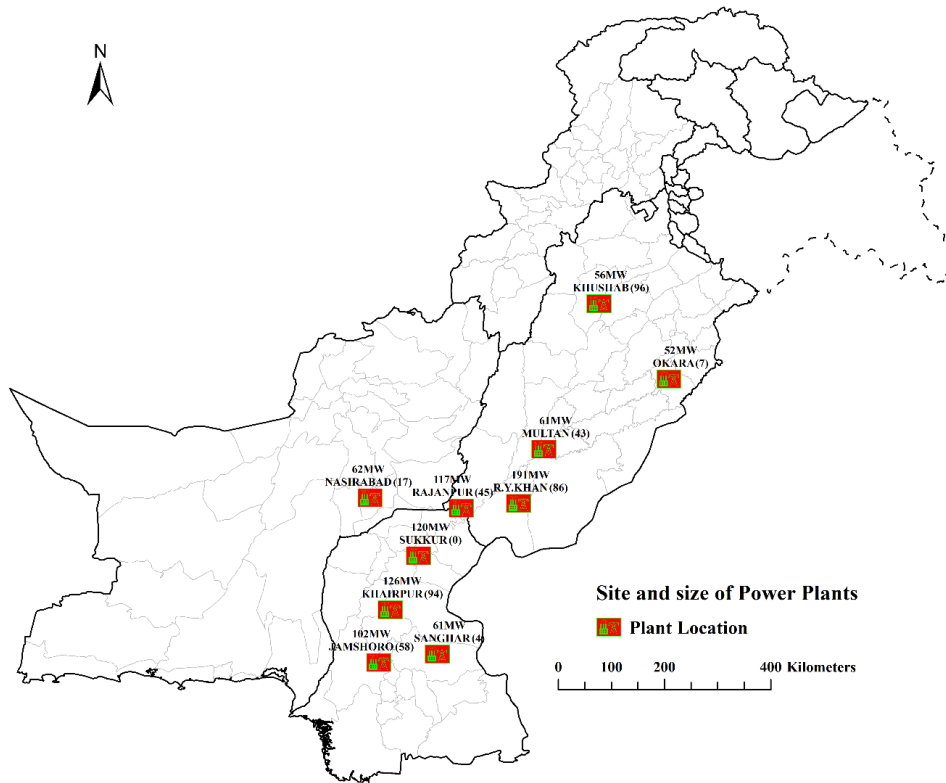 N
56MW
KHUSHAB(96)
52MW
OKARA(7)
61MW
MULTAN(43)
62MW
NASIRABAD(17)
117MW
RAJANPUR(45)
191MW
R.Y.KHAN(86)
120MW
SUKKUR(0)
126MW
KHAIRPUR(94)
102MW
JAMSHORO(58)
61MW
SANGHAR(4)
Site and size of Power Plants
Plant Location
0 100 200 400 Kilometers